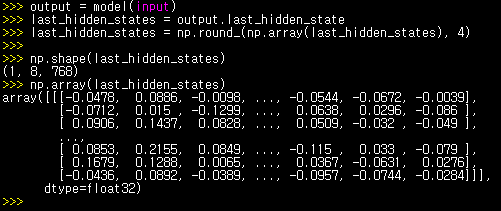 >>> output = model(input)
>>> last_hidden_states = output.last_hidden_state
>>> last_hidden_states = np.round_(np.array(last_hidden_states), 4)
>>>
>>> np.shape(last_hidden_states)
(1, 8, 768)
>>> np.array(last_hidden_states)
array([[[-0.0478,  0.0886, -0.0098, ..., -0.0544, -0.0672, -0.0039],
        [-0.0712,  0.015 , -0.1299, ...,  0.0638,  0.0296, -0.086 ],
        [ 0.0906,  0.1437,  0.0828, ...,  0.0509, -0.032 , -0.049 ],
        ...,
        [ 0.0853,  0.2155,  0.0849, ..., -0.115 ,  0.033 , -0.079 ],
        [ 0.1679,  0.1288,  0.0065, ...,  0.0367, -0.0631,  0.0276],
        [-0.0436,  0.0892, -0.0389, ..., -0.0957, -0.0744, -0.0284]]],
      dtype=float32)
>>>